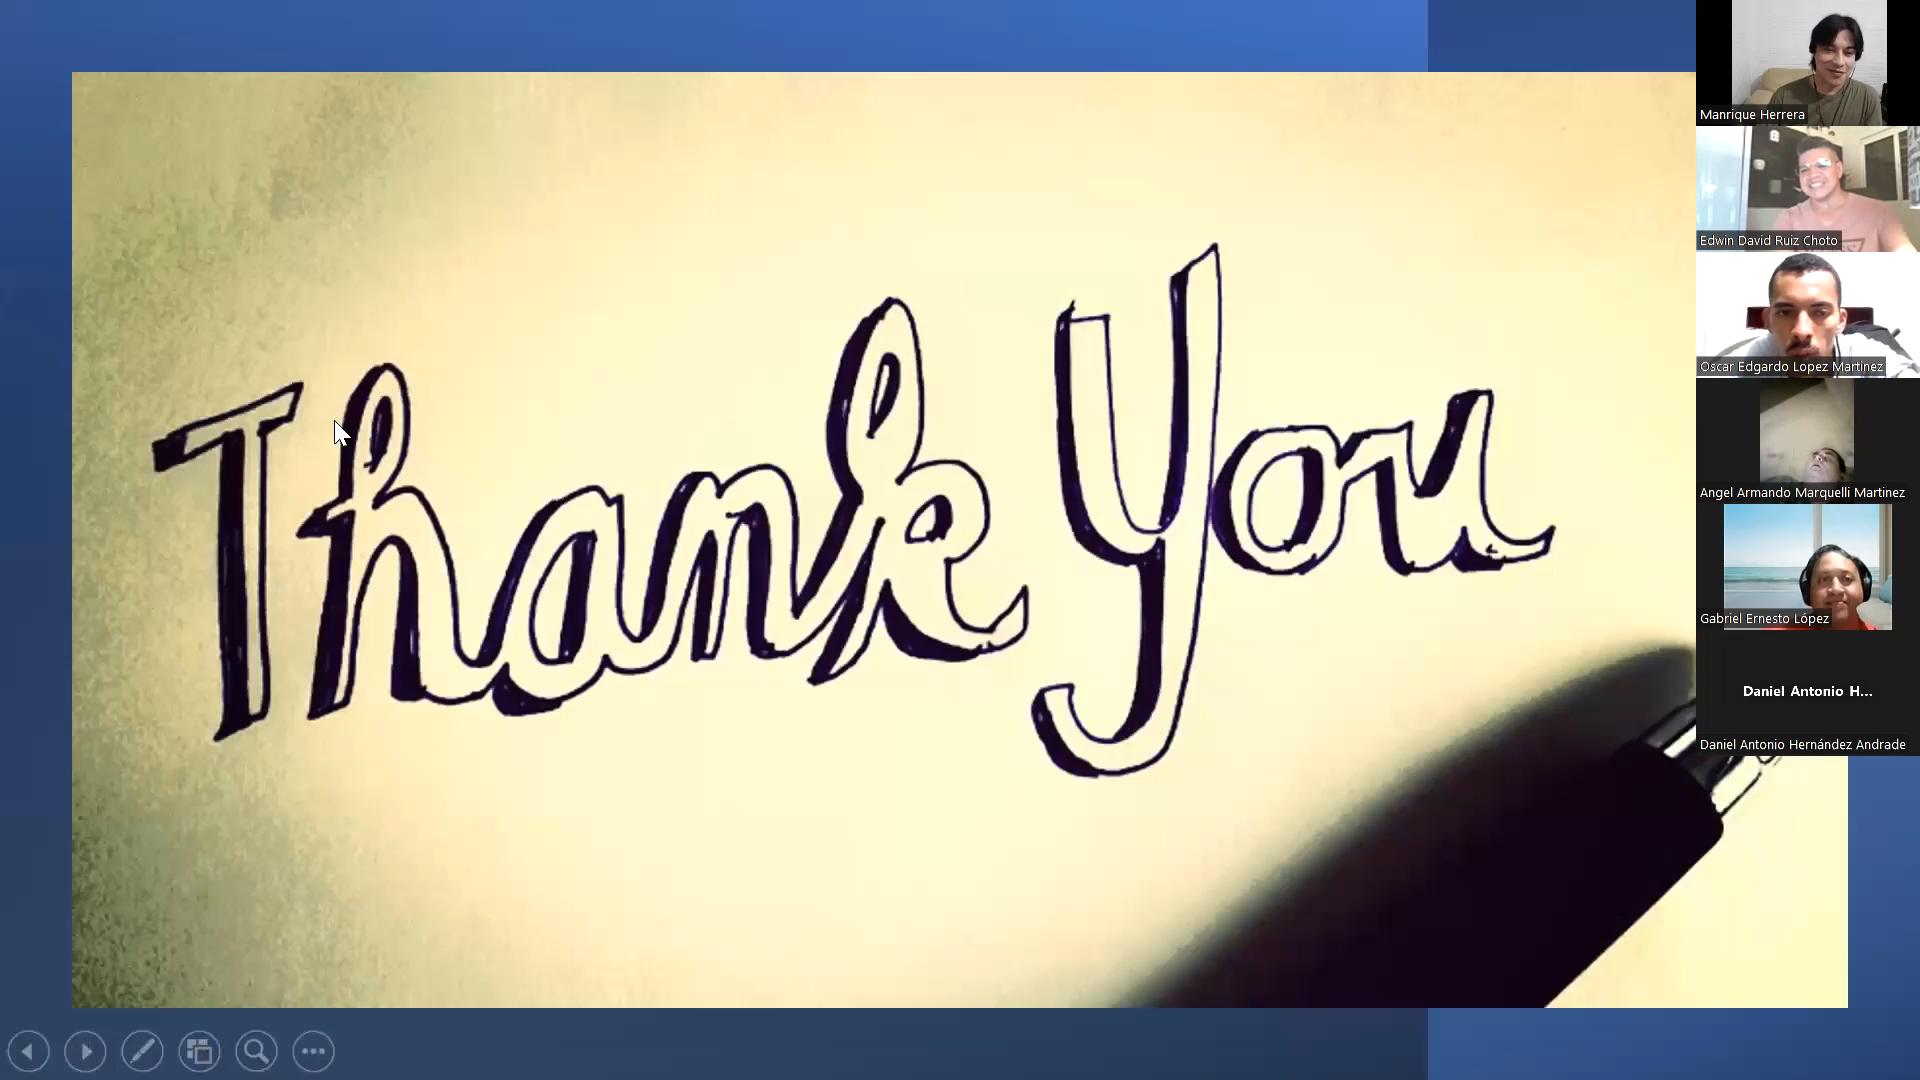 Thank You
Manrique Herrera
Edwin David Ruiz Choto
Oscar Edgardo Lopez Martinez
Angel Armando Marquelli Martinez
Gabriel Ernesto López
Daniel Antonio H...
Daniel Antonio Hernández Andrade